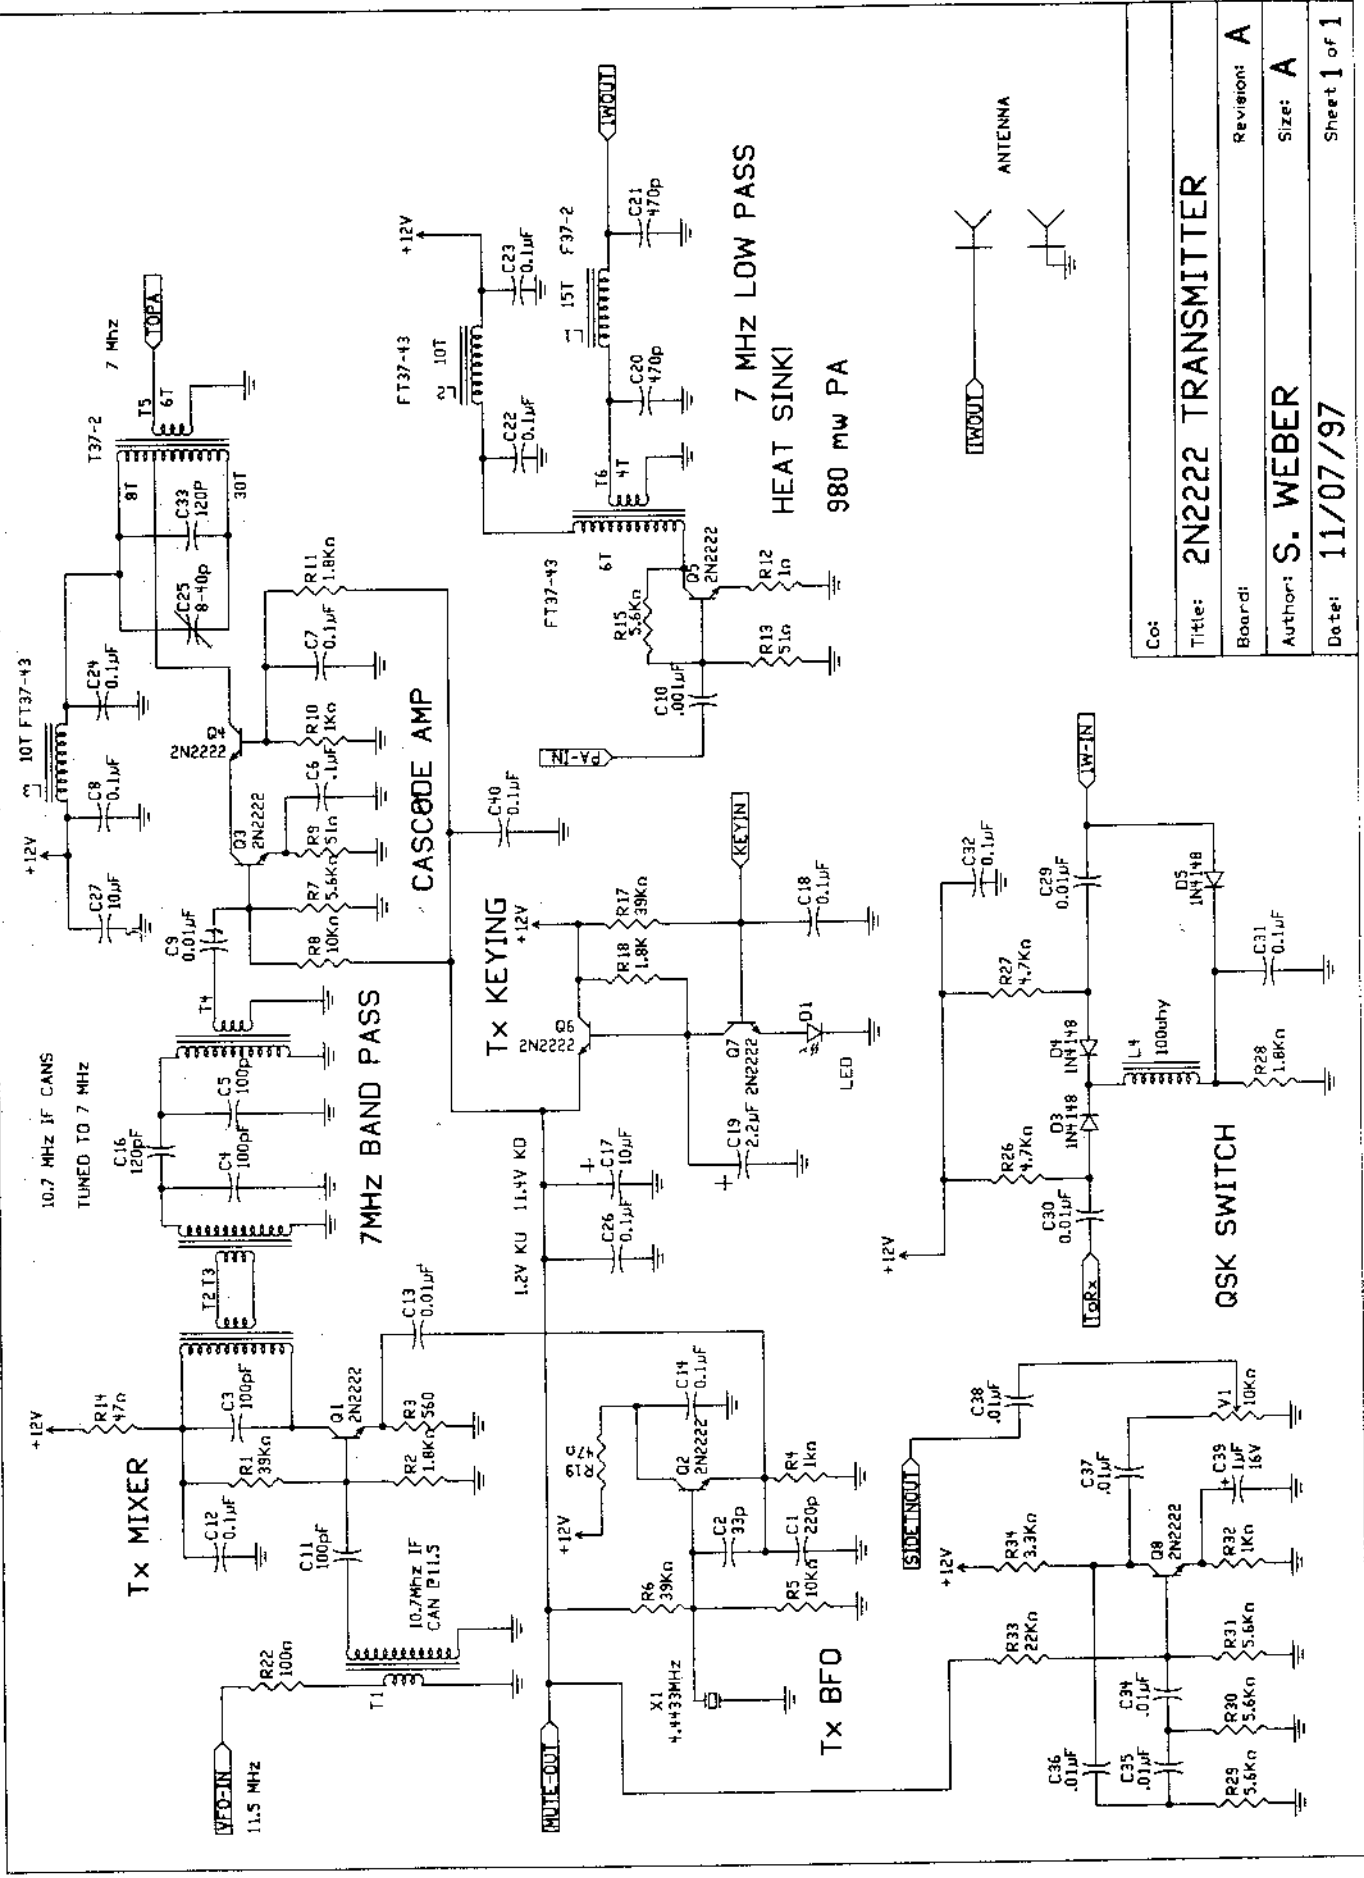 +12V
R14
47Ω
Tx MIXER
C12
0.1µF
R1
39KΩ
C3
100pF
T2 T3
Q1
2N2222
C11
100pF
R2
1.8KΩ
R3
560
C13
0.01µF
VFO-IN
11.5 MHz
R22
100Ω
T1
10.7Mhz IF
CAN @11.5
10.7 MHz IF CANS
TUNED TO 7 MHz
C16
120pF
C4
100pF
C5
100p
T4
7MHz BAND PASS
+12V
C27
10µF
C8
0.1µF
10T FT37-43
C24
0.1µF
C9
0.01µF
R8
10KΩ
R7
5.6KΩ
Q3
2N2222
R9
51Ω
C6
.1µF
Q4
2N2222
R10
1KΩ
C7
0.1µF
R11
1.8KΩ
CASCODE AMP
C25
8-40p
C33
120P
8T
30T
T37-2
T5
6T
7 Mhz
TOPA
MUTE-OUT
1.2V KU 11.4V KD
C26
0.1µF
C17
10µF
+
C40
0.1µF
Tx KEYING
+12V
Q6
2N2222
R18
1.8K
R17
39KΩ
KEYIN
C18
0.1µF
Q7
2N2222
C19
2.2µF
+
D1
LED
X1
4.4433MHz
R6
39KΩ
R5
10KΩ
+12V
R19
47Ω
C14
0.1µF
Q2
2N2222
C2
33p
C1
220p
R4
1kΩ
Tx BFO
PA-IN
C10
.001µF
R15
5.6KΩ
R13
51Ω
Q5
2N2222
R12
1Ω
FT37-43
6T
T6
4T
FT37-43
10T
C22
0.1µF
C23
0.1µF
+12V
C20
470p
15T
F37-2
C21
470p
1WOUT
7 MHz LOW PASS
HEAT SINK!
980 mw PA
1WOUT
ANTENNA
SIDETNOUT
C38
.01µF
V1
10KΩ
C37
.01µF
+12V
R34
3.3KΩ
R33
22KΩ
Q8
2N2222
R32
1KΩ
+
C39
1µF
16V
C36
.01µF
C35
.01µF
C34
.01µF
R29
5.6KΩ
R30
5.6KΩ
R31
5.6KΩ
+12V
C32
0.1µF
ToRx
C30
0.01µF
R26
4.7KΩ
D3
1N4148
D4
1N4148
R27
4.7KΩ
C29
0.01µF
1W-IN
D5
1N4148
L4
100uhy
R28
1.8KΩ
C31
0.1µF
QSK SWITCH
Co:
Title: 2N2222 TRANSMITTER
Board:
Revision: A
Author: S. WEBER
Size: A
Date: 11/07/97
Sheet 1 of 1